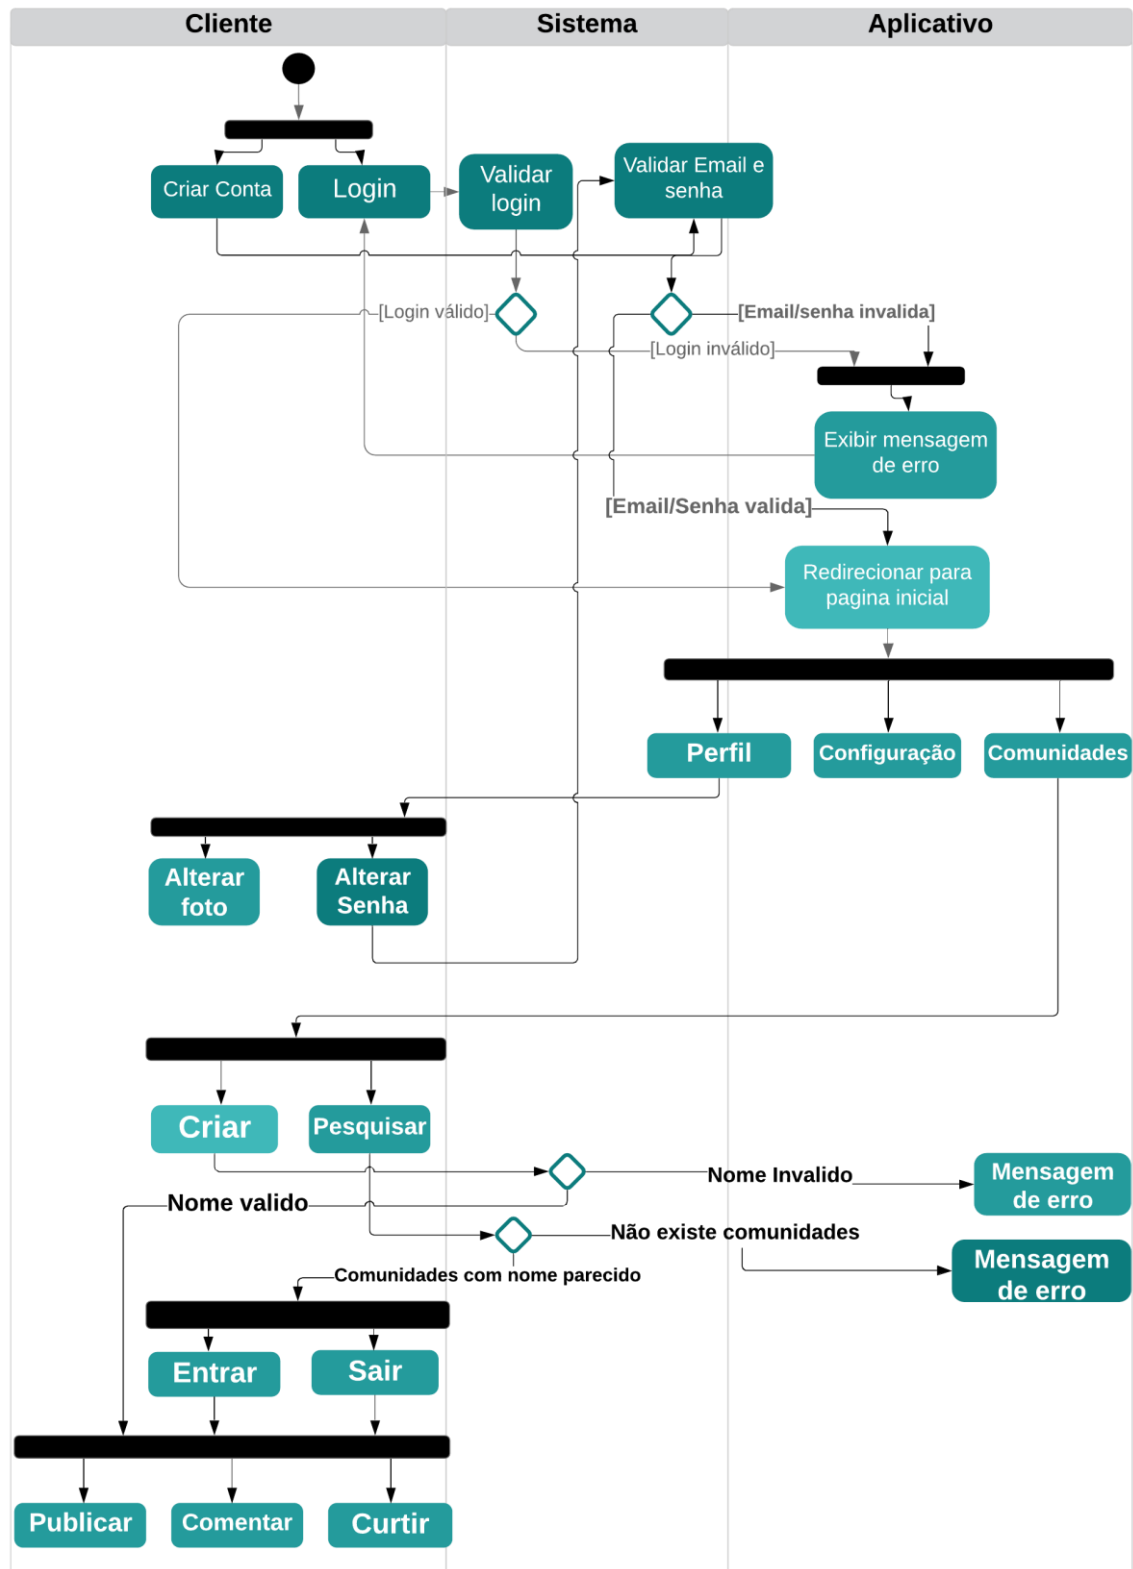 Cliente
Sistema
Aplicativo
Criar Conta
Login
Validar
login
Validar Email e
senha
[Login válido]
[Email/senha invalida]
[Login inválido]
Exibir mensagem
de erro
[Email/Senha valida]
Redirecionar para
pagina inicial
Perfil
Configuração
Comunidades
Alterar
foto
Alterar
Senha
Criar
Pesquisar
Nome Invalido
Mensagem
de erro
Nome valido
Não existe comunidades
Mensagem
de erro
Comunidades com nome parecido
Entrar
Sair
Publicar
Comentar
Curtir